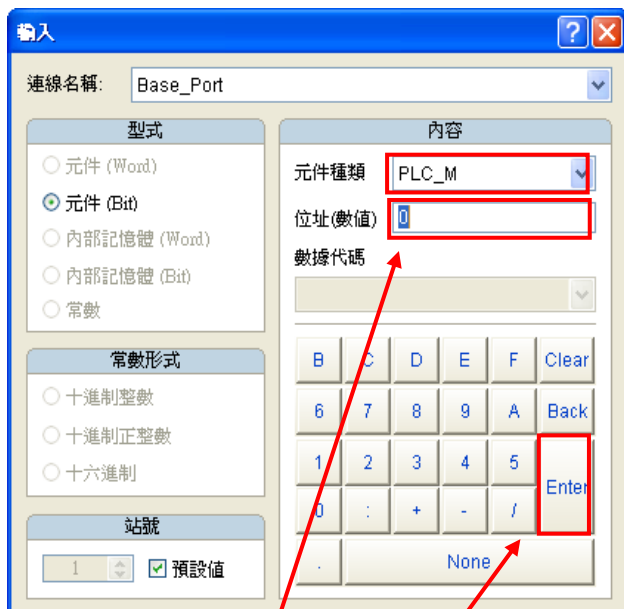 輸入
連線名稱: Base_Port
型式
元件 (Word)
元件 (Bit)
內部記憶體 (Word)
內部記憶體 (Bit)
常數
常數形式
十進制整數
十進制正整數
十六進制
站號
1 預設值
內容
元件種類 PLC_M
位址(數值) 0
數據代碼
B C D E F Clear
6 7 8 9 A Back
1 2 3 4 5 Enter
0 : + - /
. None